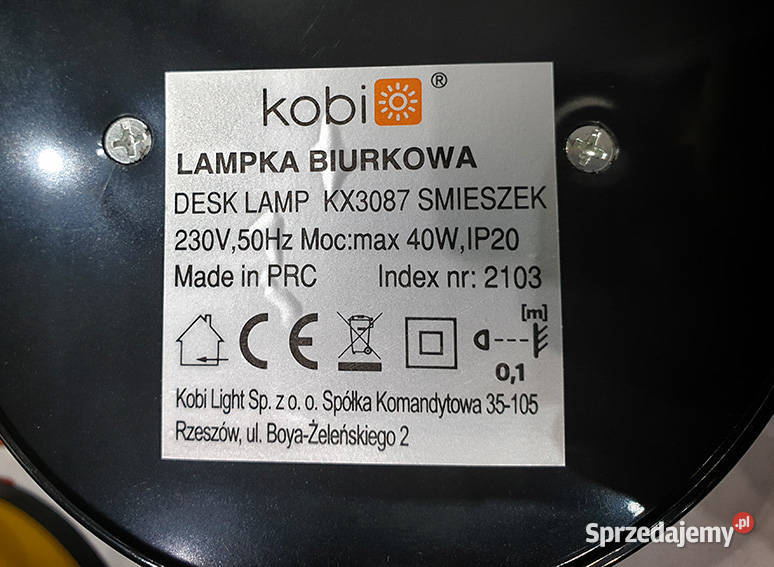 kobi ®
LAMPKA BIURKOWA
DESK LAMP KX3087 SMIESZEK
230V,50Hz Moc:max 40W,IP20
Made in PRC Index nr: 2103
CE
[m]
0,1
Kobi Light Sp. z o. o. Spółka Komandytowa 35-105
Rzeszów, ul. Boya-Żeleńskiego 2
Sprzedajemy.pl